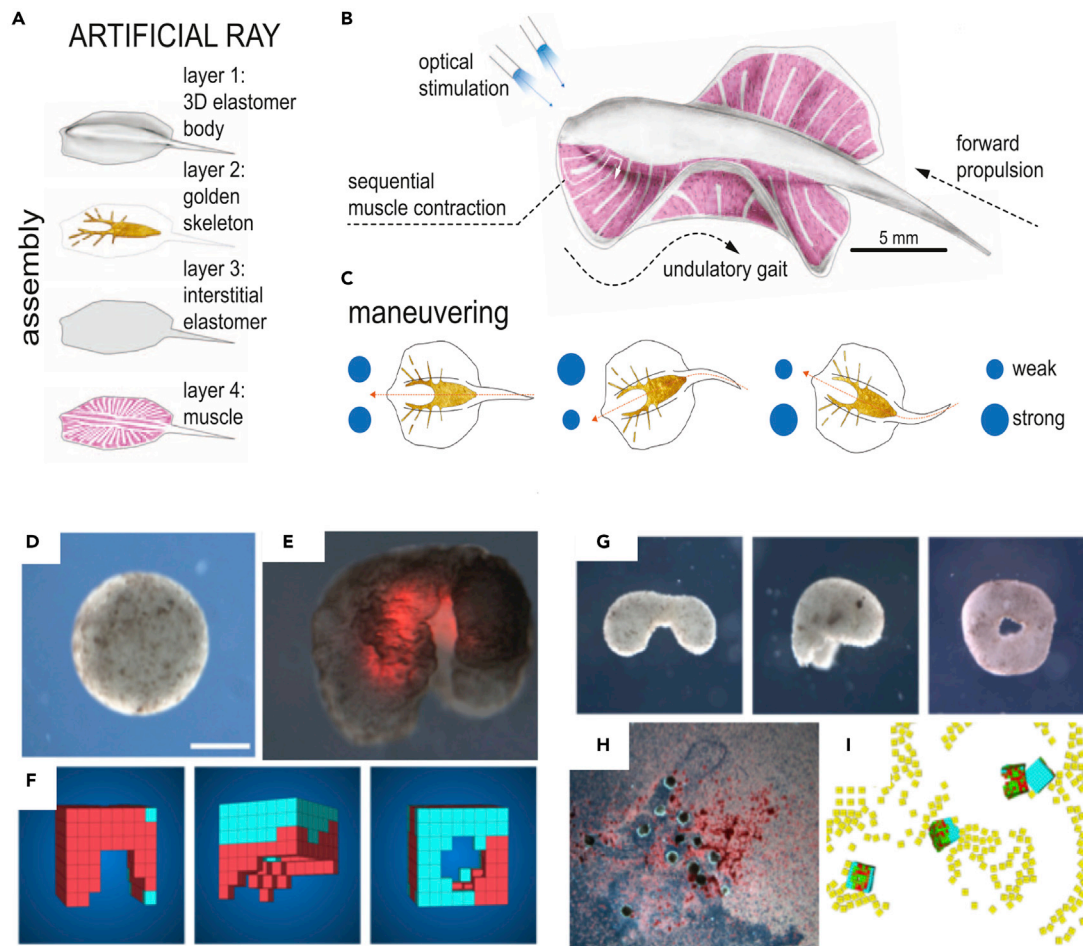 A
ARTIFICIAL RAY
assembly
layer 1:
3D elastomer
body
layer 2:
golden
skeleton
layer 3:
interstitial
elastomer
layer 4:
muscle
B
optical
stimulation
sequential
muscle contraction
forward
propulsion
5 mm
undulatory gait
C
maneuvering
weak
strong
D
E
F
G
H
I